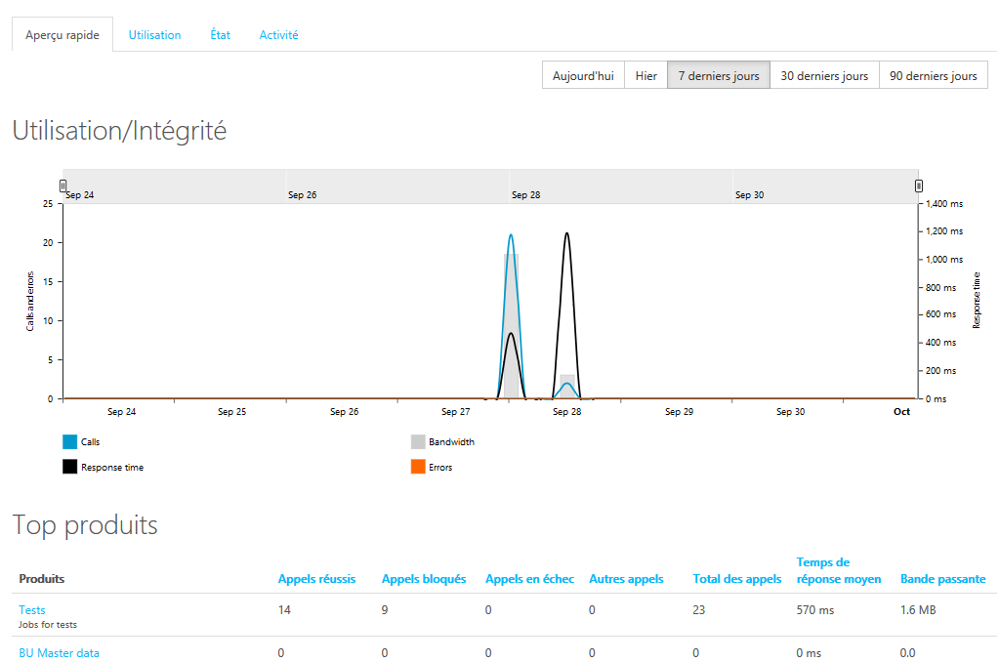 Aperçu rapide Utilisation État Activité
Aujourd'hui Hier 7 derniers jours 30 derniers jours 90 derniers jours
Utilisation/Intégrité
Sep 24 Sep 26 Sep 28 Sep 30
25 1,400 ms
1,200 ms
20
1,000 ms
15 800 ms
Calls and errors
Response time
10 600 ms
400 ms
5
200 ms
0 0 ms
Sep 24 Sep 25 Sep 26 Sep 27 Sep 28 Sep 29 Sep 30 Oct
Calls Bandwidth
Response time Errors
Top produits
Produits Appels réussis Appels bloqués Appels en échec Autres appels Total des appels Temps de réponse moyen Bande passante
Tests 14 9 0 0 23 570 ms 1.6 MB
Jobs for tests
BU Master data 0 0 0 0 0 0 ms 0.0